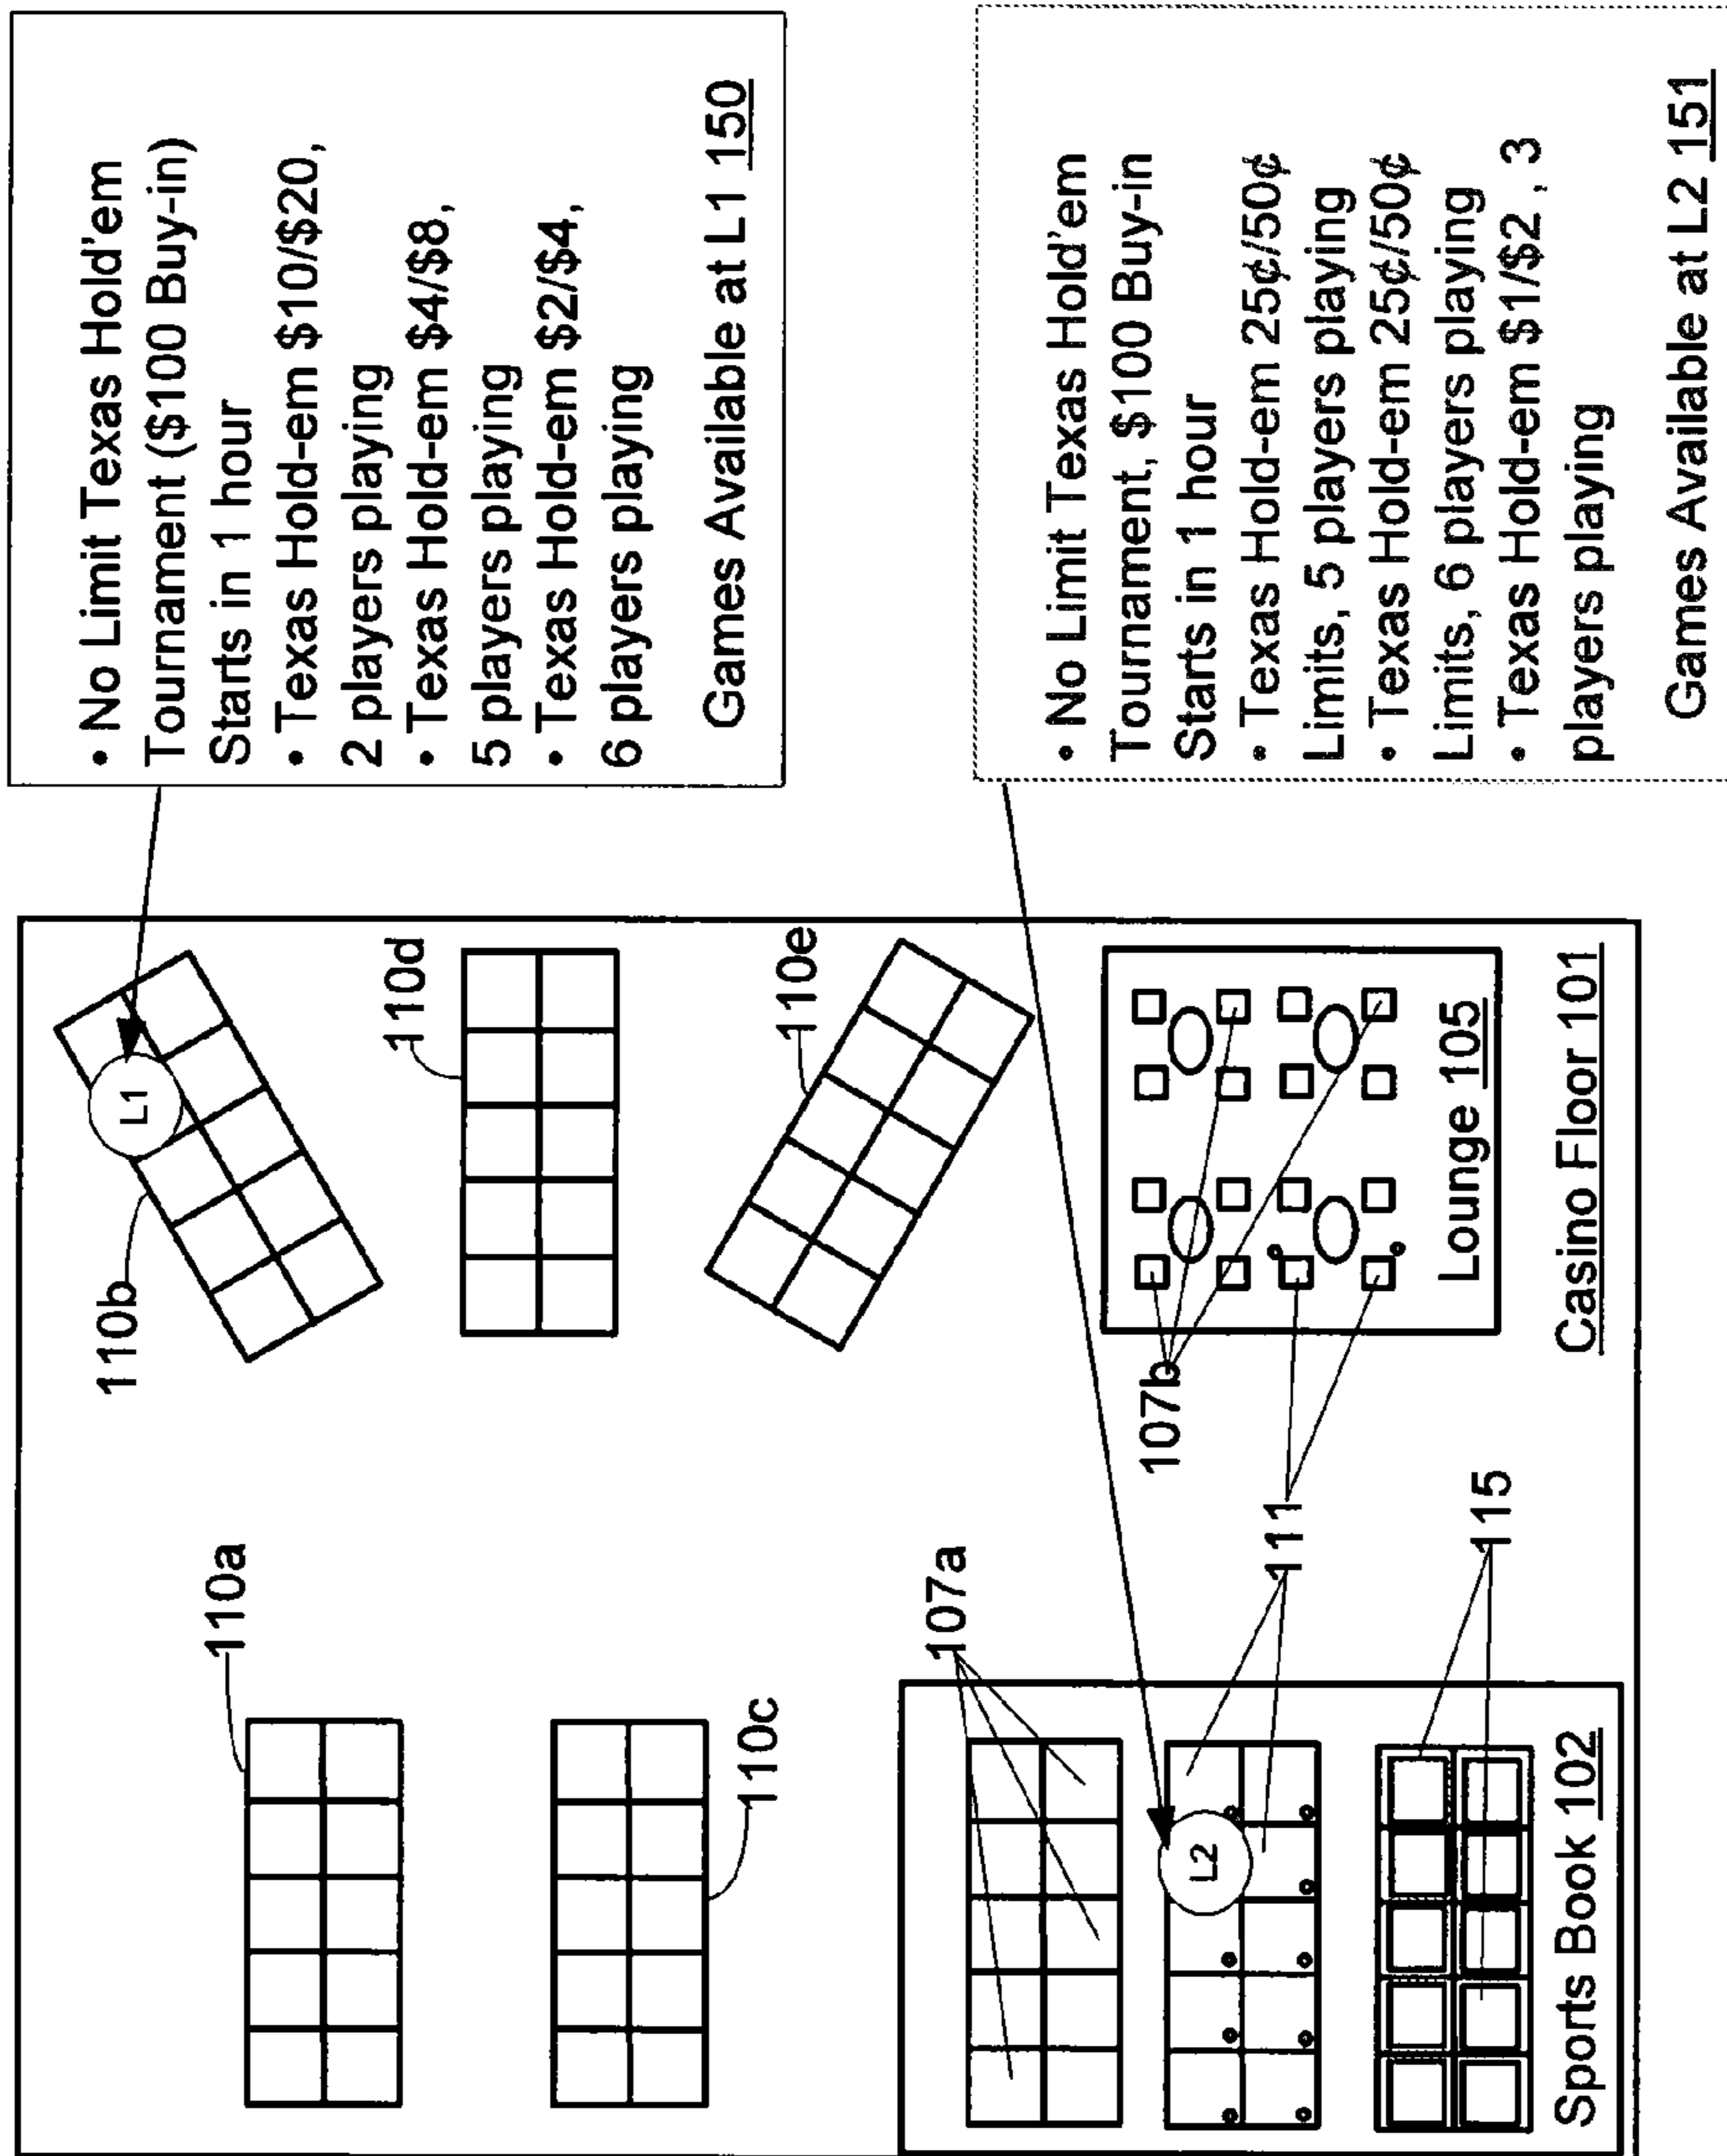 • No Limit Texas Hold'em
Tournament ($100 Buy-in)
Starts in 1 hour
• Texas Hold-em $10/$20,
2 players playing
• Texas Hold-em $4/$8,
5 players playing
• Texas Hold-em $2/$4,
6 players playing
Games Available at L1 150
• No Limit Texas Hold'em
Tournament, $100 Buy-in
Starts in 1 hour
• Texas Hold-em 25¢/50¢
Limits, 5 players playing
• Texas Hold-em 25¢/50¢
Limits, 6 players playing
• Texas Hold-em $1/$2 , 3
players playing
Games Available at L2 151
110a
110b
L1
110c
110d
110e
107a
107b
L2
111
115
Sports Book 102
Lounge 105
Casino Floor 101